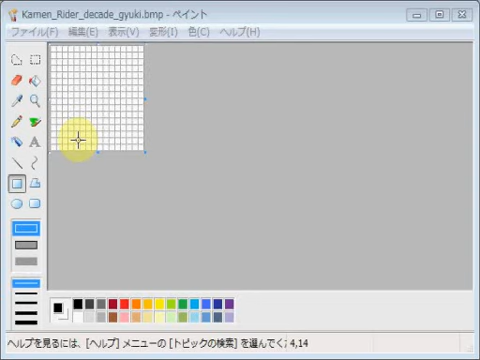 Kamen_Rider_decade_gyuki.bmp - ペイント
ファイル(F) 編集(E) 表示(V) 変形(I) 色(C) ヘルプ(H)
A
ヘルプを見るには、[ヘルプ] メニューの [トピックの検索] を選んでく 4,14